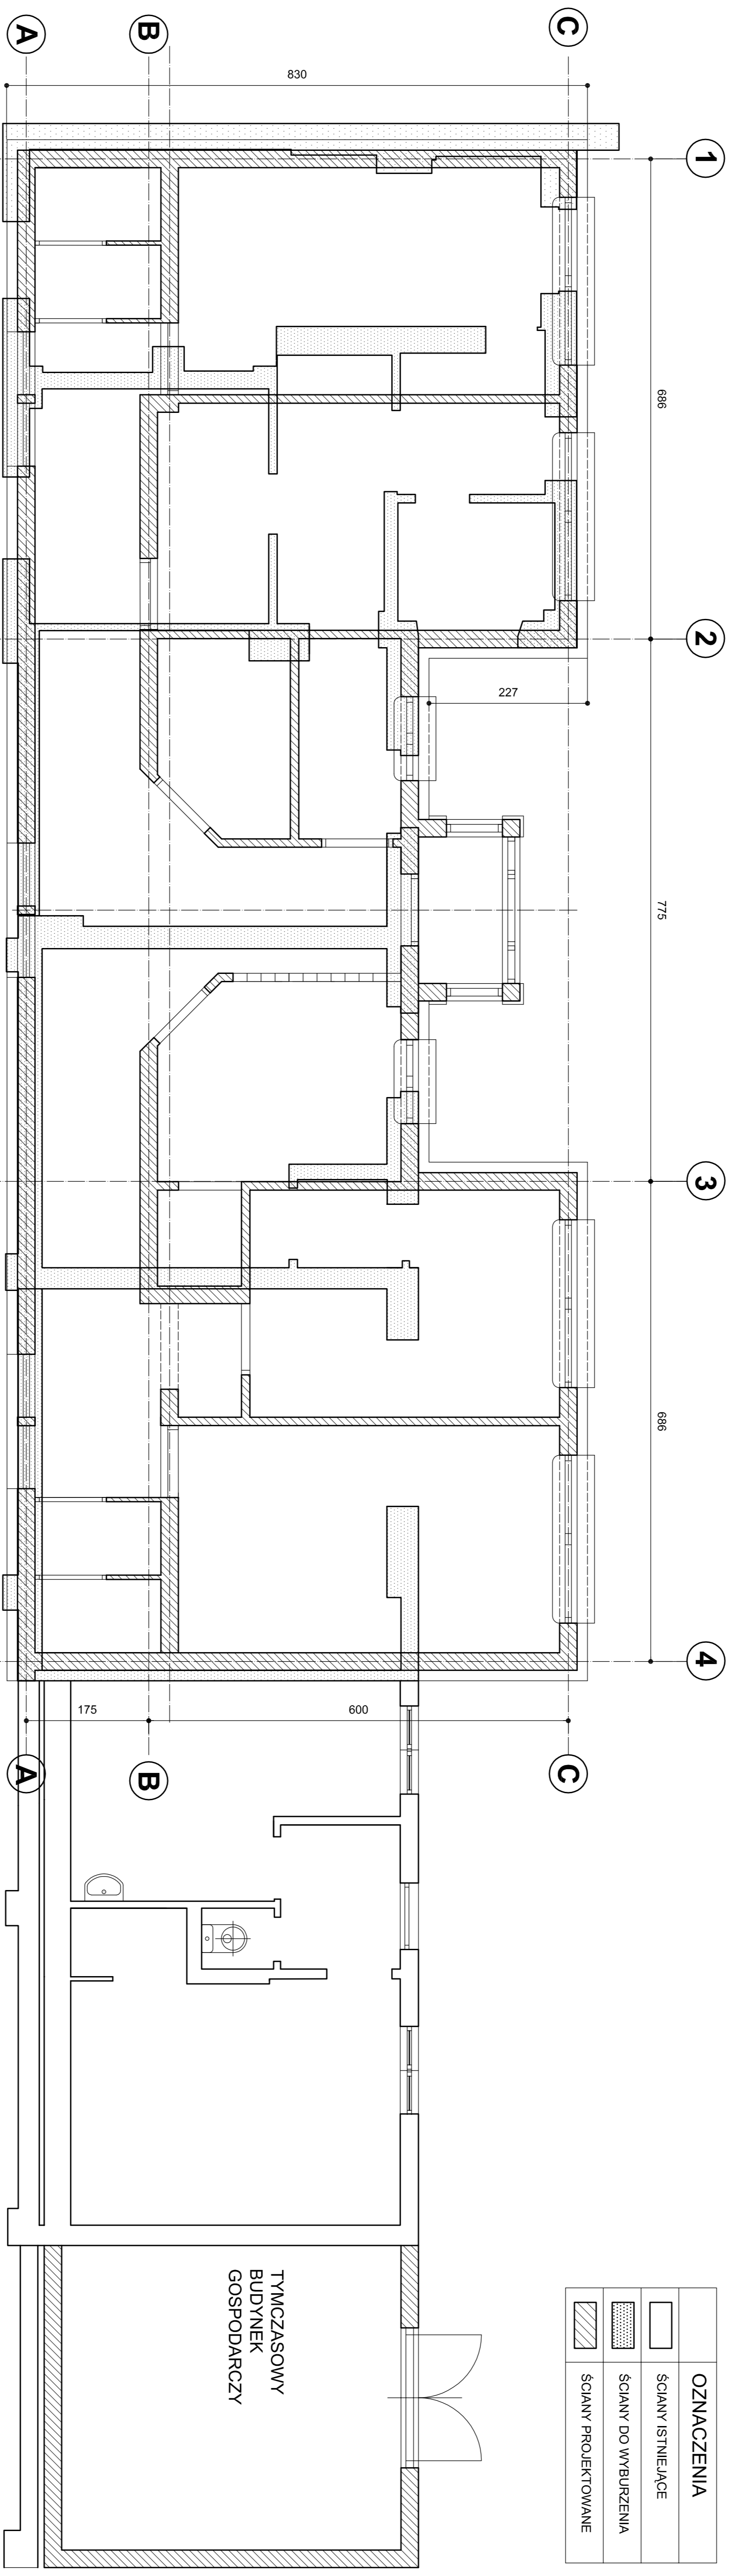 A
B
C
830
1
686
2
227
775
3
686
4
175
600
A
B
C
TYMCZASOWY
BUDYNEK
GOSPODARCZY
OZNACZENIA
ŚCIANY ISTNIEJĄCE
ŚCIANY DO WYBURZENIA
ŚCIANY PROJEKTOWANE